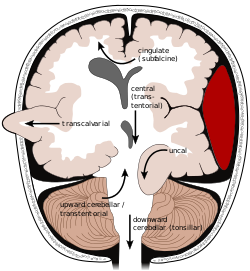 cingulate
(subfalcine)
central
(trans-
tentorial)
transcalvarial
uncal
upward cerebellar /
transtentorial
downward
cerebellar (tonsillar)